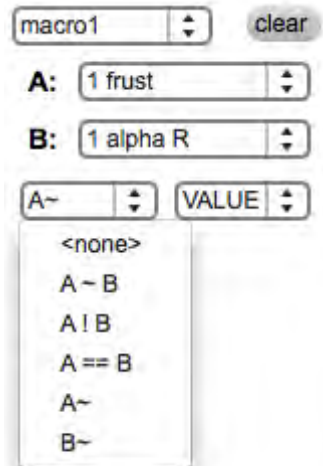 macro1 clear
A: 1 frust
B: 1 alpha R
A~ VALUE
<none>
A ~ B
A ! B
A == B
A~
B~